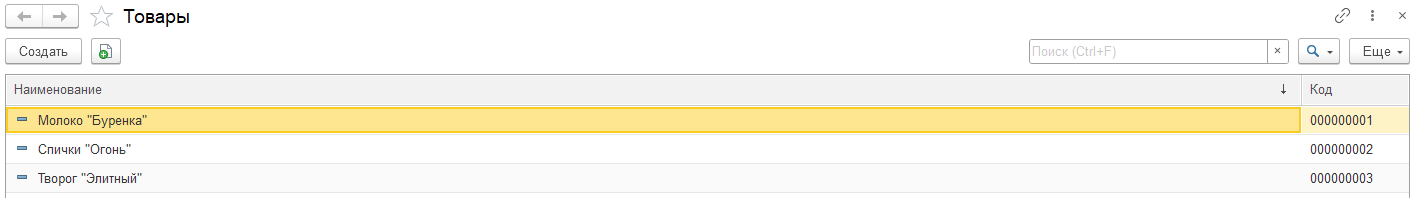 Товары
Создать Поиск (Ctrl+F) Еще
Наименование Код
Молоко "Буренка" 000000001
Спички "Огонь" 000000002
Творог "Элитный" 000000003